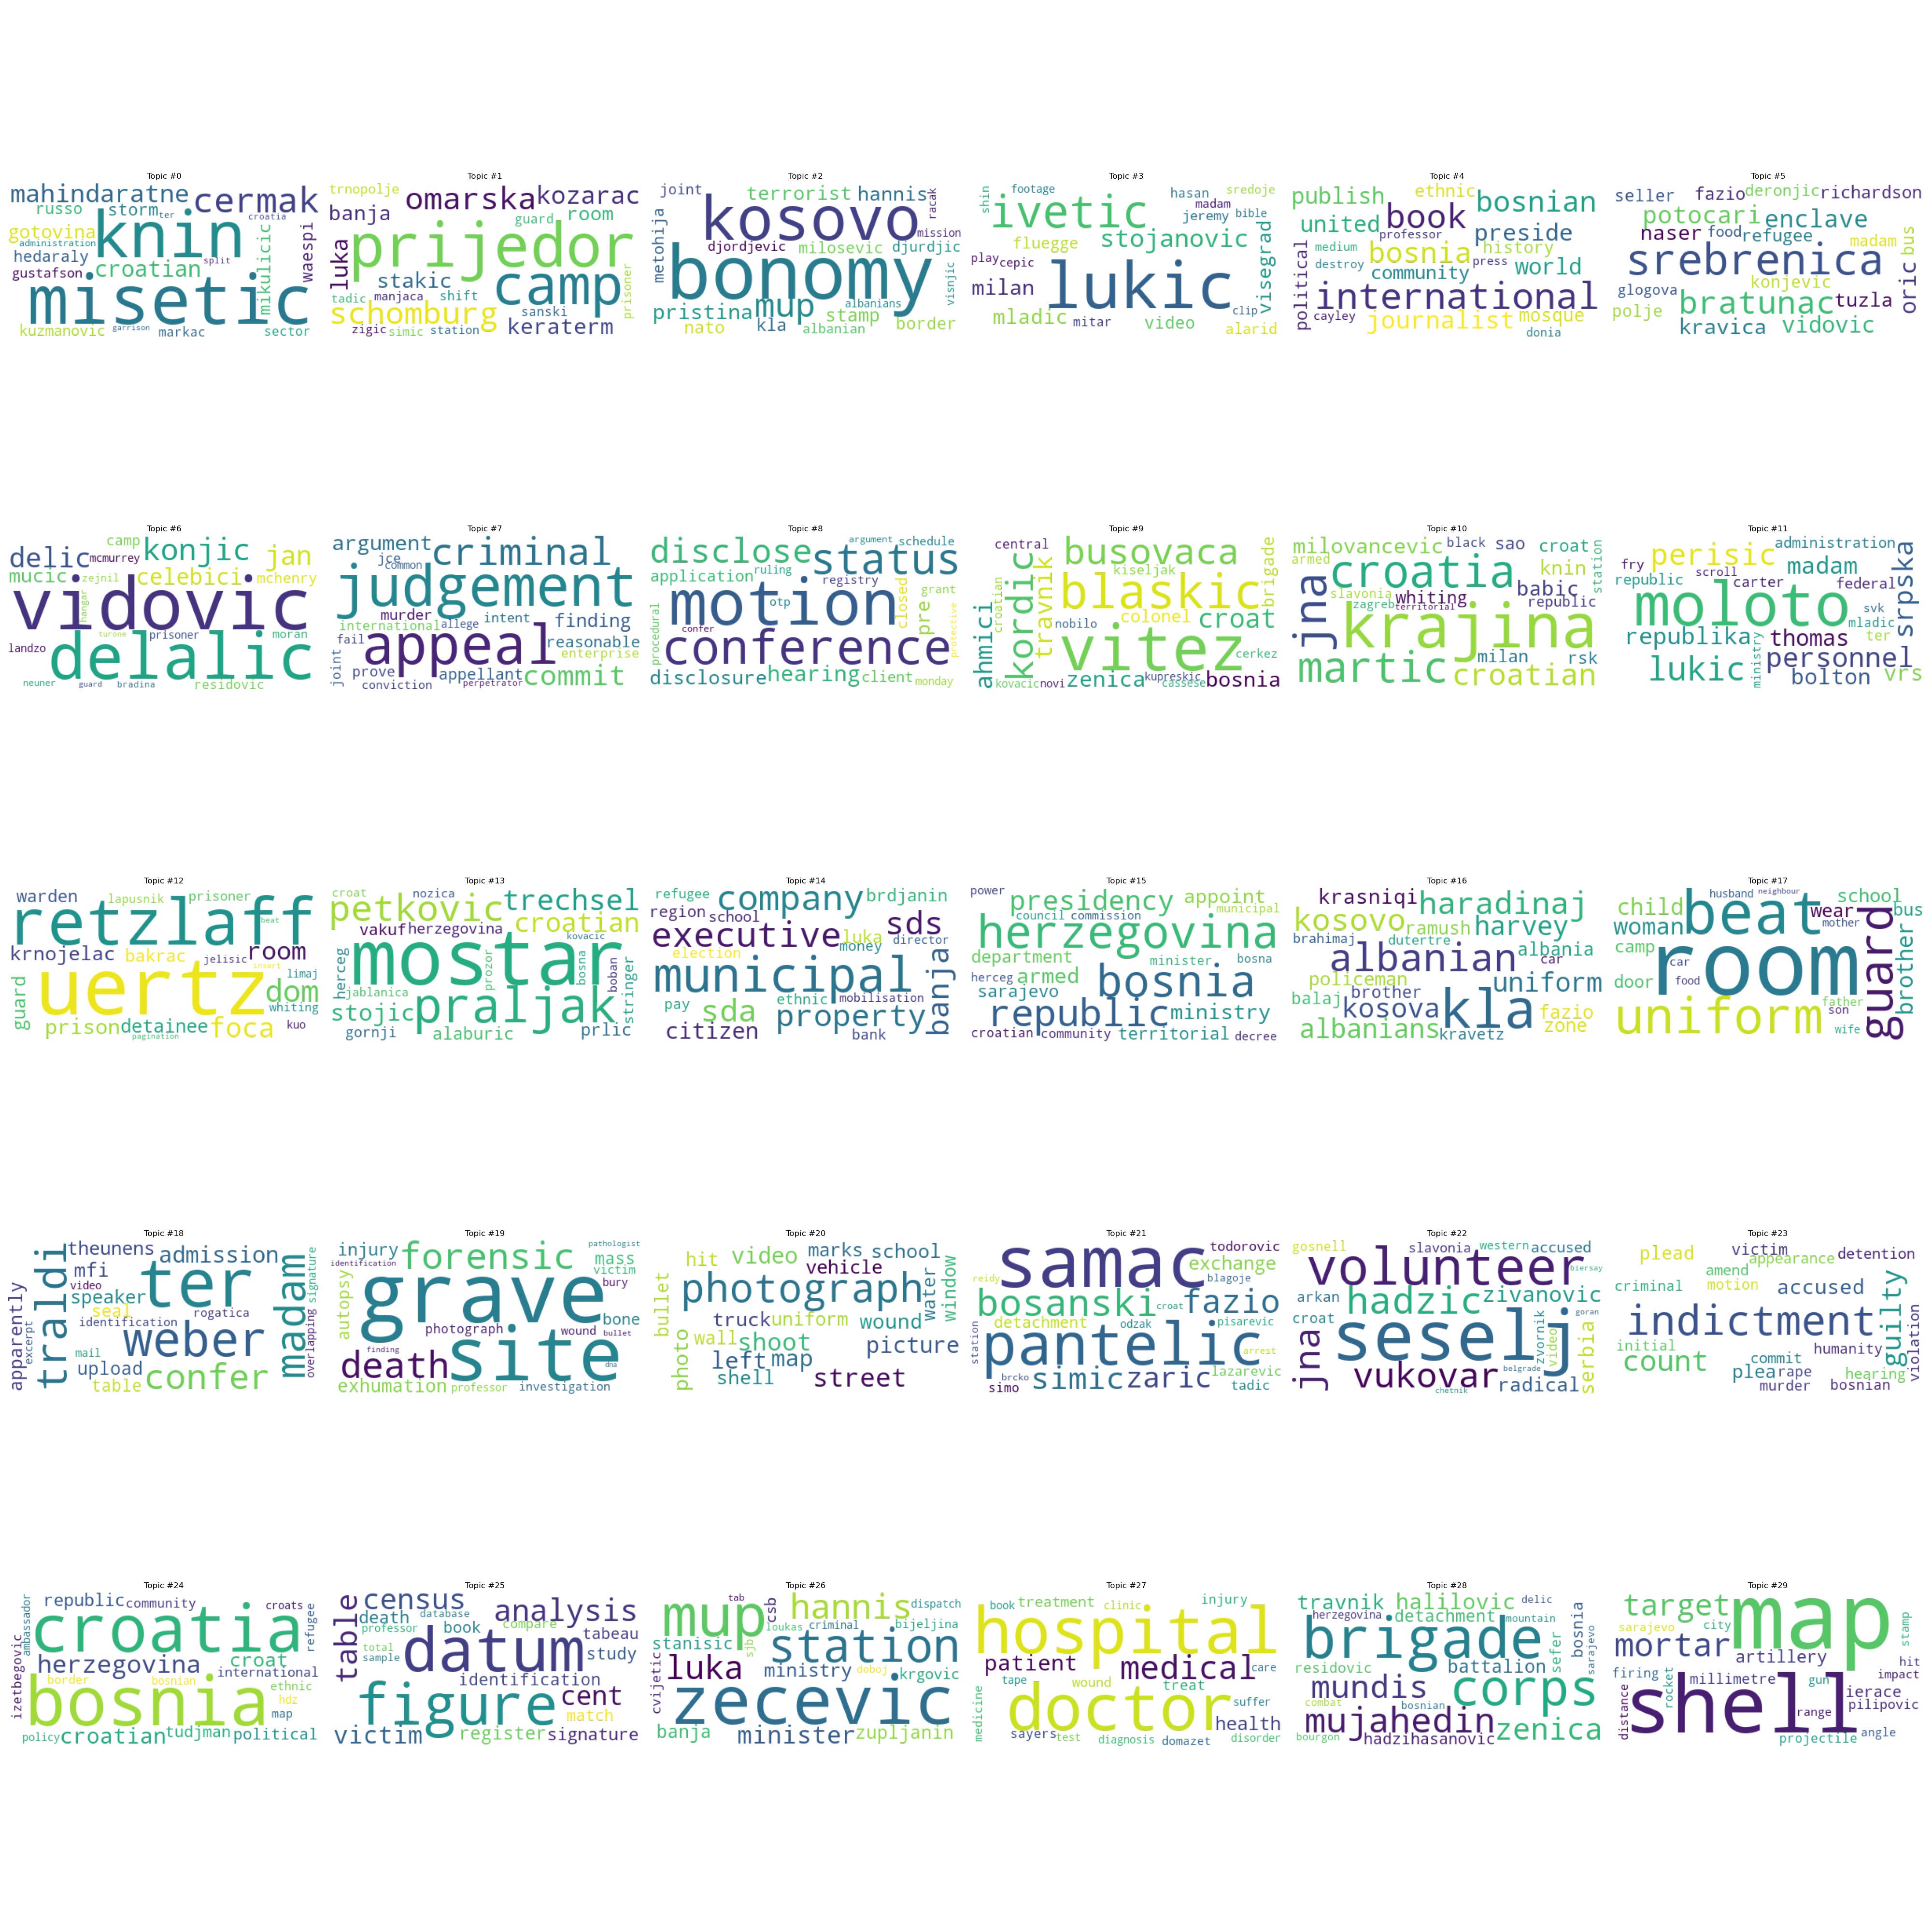 Topic #0
mahindaratne cermak
russo storm ter croatia
gotovina knin
administration
hedaraly split mikulicic waespi
gustafson croatian
misetic
kuzmanovic garrison markac sector
Topic #1
trnopolje omarska kozarac
banja guard room
prijedor
luka stakic camp
tadic manjaca shift sanski prisoner
schomburg
zigic simic station keraterm
Topic #2
joint terrorist hannis racak
kosovo mission
metohija djordjevic milosevic djurdjic
bonomy visnjic
pristina mup albanians
stamp
nato kla albanian border
Topic #3
shin footage hasan sredoje
madam
ivetic jeremy bible
fluegge stojanovic visegrad
play cepic
milan lukic
clip
mladic mitar video alarid
Topic #4
publish ethnic bosnian
united book
professor preside
medium bosnia history
destroy press
community world
political international
cayley journalist mosque
donia
Topic #5
seller fazio deronjic richardson
potocari enclave
naser food refugee madam bus
srebrenica oric
konjevic
glogova bratunac tuzla
polje kravica vidovic
Topic #6
camp
delic mcmurrey konjic jan
mucic zejnil celebici mchenry
vidovic
hangar
turone prisoner moran
landzo delalic
neuner guard bradina residovic
Topic #7
argument criminal
jce common
judgement
murder finding
international allege intent
fail reasonable
appeal enterprise
prove
joint appellant commit
conviction perpetrator
Topic #8
disclose argument schedule
status
application ruling registry
motion closed grant
otp pre
confer
procedural conference protective
disclosure hearing client monday
Topic #9
central busovaca brigade
kiseljak
croatian kordic travnik blaskic
nobilo colonel croat
ahmici vitez cerkez
kovacic novi zenica kupreskic cassese bosnia
Topic #10
milovancevic black sao croat station
armed croatia knin
slavonia babic
jna whiting
zagreb territorial republic
krajina
milan rsk
martic croatian
Topic #11
fry perisic administration srpska
scroll madam
republic carter federal
moloto svk
mladic
republika thomas ter
ministry personnel
lukic bolton vrs
Topic #12
warden lapusnik prisoner
retzlaff beat
krnojelac bakrac jelisic room
insert limaj
guard uertz dom
whiting
prison detainee foca kuo
pagination
Topic #13
croat nozica trechsel
petkovic croatian
vakuf herzegovina kovacic
herceg mostar bosna boban stringer
prozor
jablanica praljak
stojic
gornji alaburic prlic
Topic #14
refugee company brdjanin
region school sds
executive luka money director
election
municipal banja
pay sda ethnic mobilisation
property
citizen bank
Topic #15
power presidency appoint
council commission municipal
herzegovina
department minister bosna
herceg armed bosnia
sarajevo
republic ministry
croatian community territorial decree
Topic #16
krasniqi haradinaj
kosovo ramush harvey
brahimaj dutertre albania
albanian car
policeman uniform
balaj brother kosova kla fazio
zone
albanians kravetz
Topic #17
husband neighbour school
child beat wear bus
woman mother
camp car guard brother
door food room
father
uniform son
wife
Topic #18
theunens admission signature
apparently mfi ter madam
video
traldi speaker
seal rogatica
identification overlapping
excerpt mail weber
upload
table confer
Topic #19
injury forensic pathologist
identification mass
victim
autopsy grave bury
photograph wound bone
bullet
finding
death site dna
exhumation professor investigation
Topic #20
hit video marks school
vehicle
bullet photograph water window
truck uniform wound
photo wall shoot
left map picture
shell street
Topic #21
samac todorovic
exchange
reidy blagoje
bosanski croat fazio
detachment odzak pisarevic
station pantelic arrest
brcko lazarevic
simo simic zaric tadic
Topic #22
gosnell slavonia western accused
volunteer biersay
arkan hadzic zivanovic
croat goran
seselj zvornik video serbia
jna vukovar belgrade
radical
chetnik
Topic #23
plead victim appearance detention
amend
criminal motion accused
indictment guilty
initial humanity violation
count commit hearing
plea rape
murder bosnian
Topic #24
ambassador republic community croats
croatia refugee
izetbegovic herzegovina croat
international
border bosnian ethnic
bosnia hdz
map
policy croatian tudjman political
Topic #25
table census analysis
death database
professor book compare
total datum tabeau
sample study
identification
figure cent
match
victim register signature
Topic #26
tab
mup csb hannis dispatch
loukas criminal bijeljina
stanisic sjb station
luka ministry doboj krgovic
cvijetic zecevic
banja minister zupljanin
Topic #27
book treatment clinic injury
hospital
patient medical care
tape wound treat
medicine doctor suffer
health
sayers test diagnosis domazet disorder
Topic #28
travnik halilovic delic
herzegovina detachment mountain
brigade sefer bosnia sarajevo
residovic battalion
mundis corps
combat bosnian
mujahedin
bourgon hadzihasanovic zenica
Topic #29
target map
sarajevo city stamp
mortar artillery
firing rocket millimetre gun hit
impact
distance shell ierace
range pilipovic
projectile angle